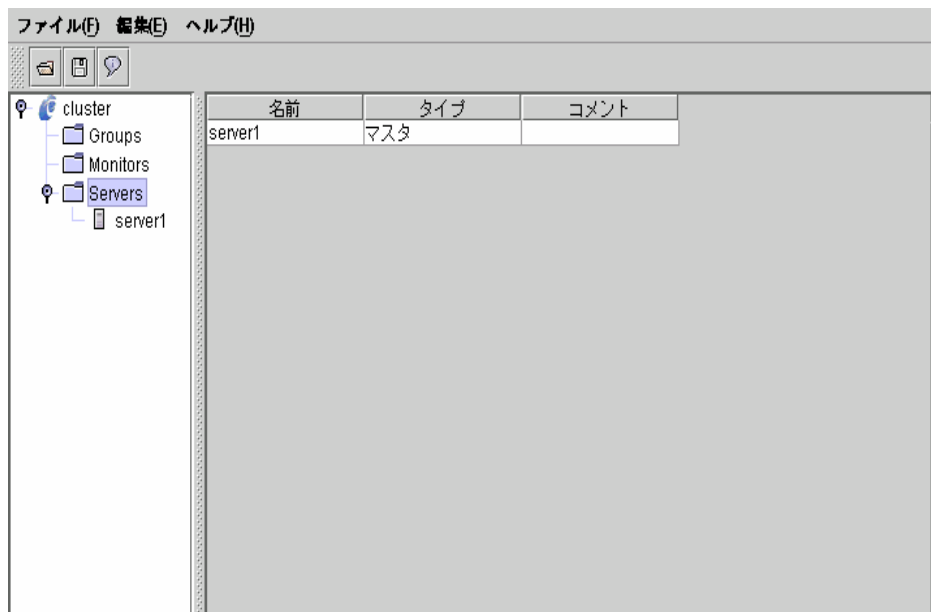 ファイル(F) 編集(E) ヘルプ(H)
cluster
Groups
Monitors
Servers
server1
名前 タイプ コメント
server1 マスタ